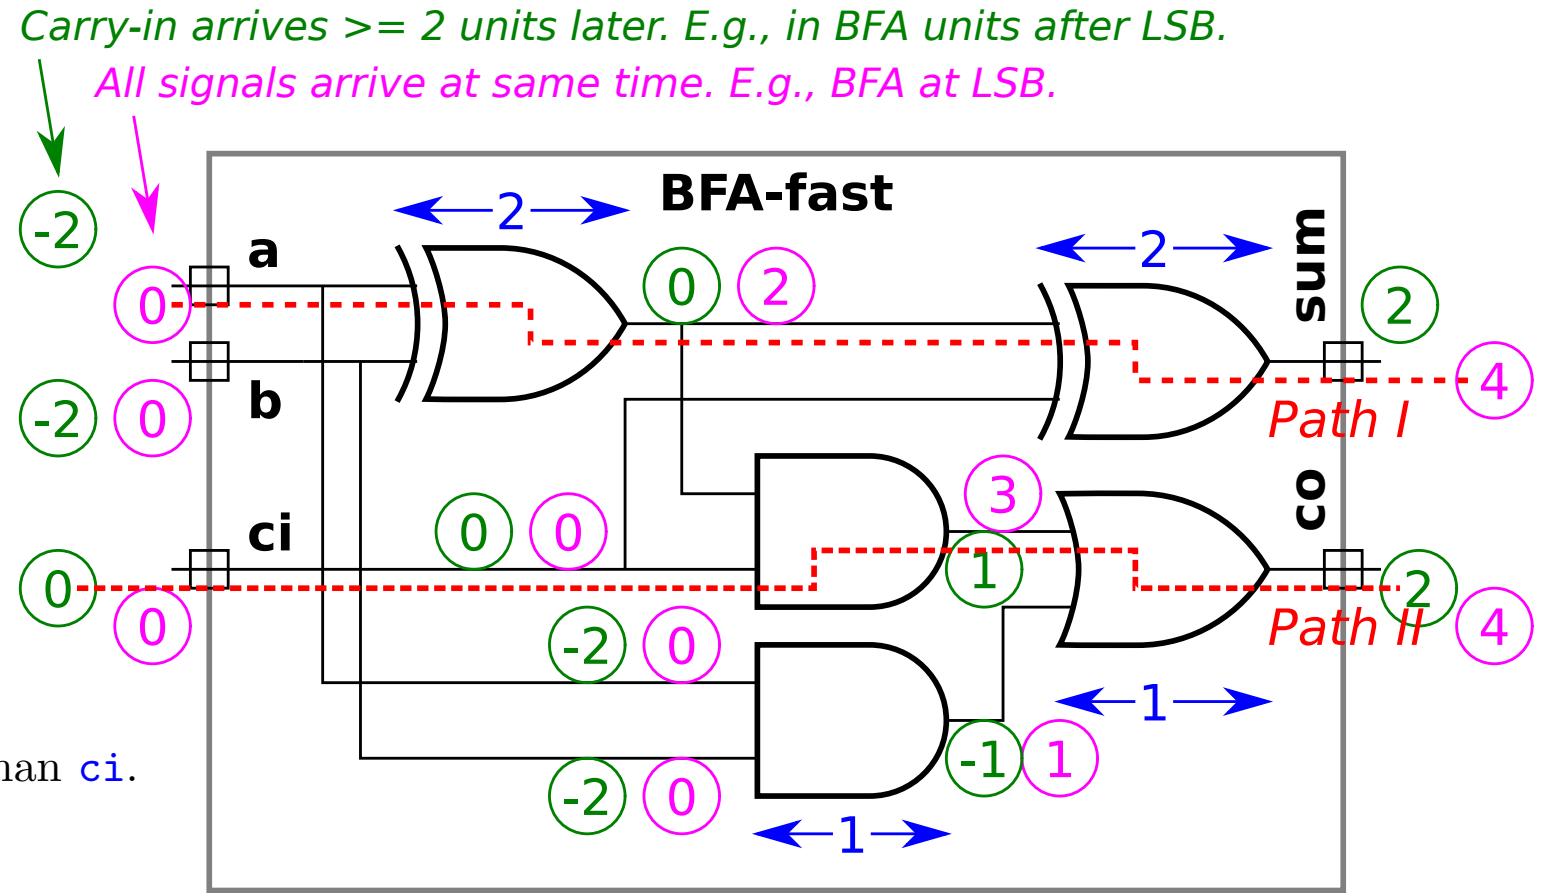 Carry-in arrives >= 2 units later. E.g., in BFA units after LSB.
All signals arrive at same time. E.g., BFA at LSB.
BFA-fast
2
2
sum
-2
a
0
0
2
2
0
4
b
Path I
-2
0
3
co
ci
0
0
1
0
2
0
4
Path II
-2
0
1
-1
1
ci.
-2
0
1